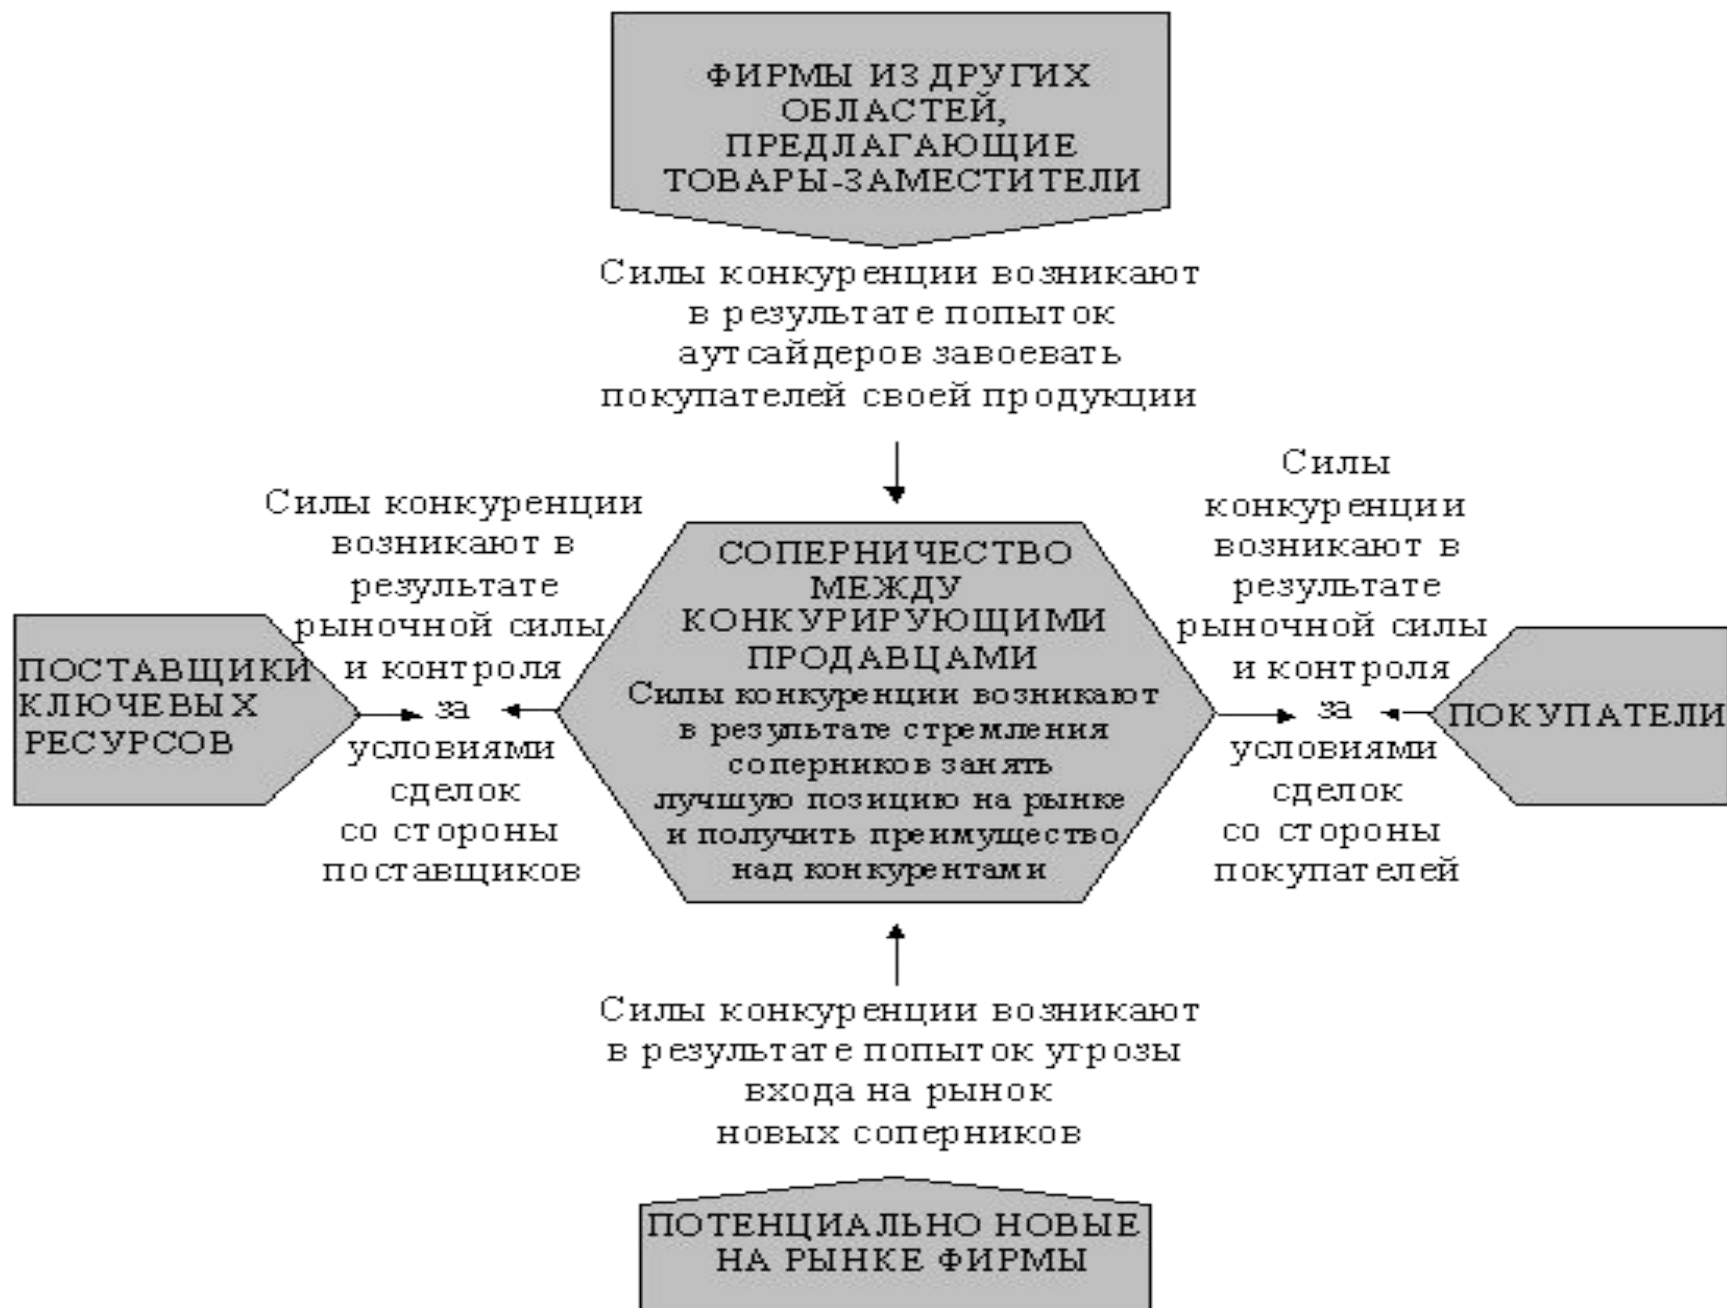 ФИРМЫ ИЗ ДРУГИХ
ОБЛАСТЕЙ,
ПРЕДЛАГАЮЩИЕ
ТОВАРЫ-ЗАМЕСТИТЕЛИ
Силы конкуренции возникают
в результате попыток
аутсайдеров завоевать
покупателей своей продукции
Силы конкуренции
возникают в
результате
рыночной силы
и контроля
за
условиями
сделок
со стороны
поставщиков
ПОСТАВЩИКИ
КЛЮЧЕВЫХ
РЕСУРСОВ
СОПЕРНИЧЕСТВО
МЕЖДУ
КОНКУРИРУЮЩИМИ
ПРОДАВЦАМИ
Силы конкуренции возникают
в результате стремления
соперников занять
лучшую позицию на рынке
и получить преимущество
над конкурентами
Силы
конкуренции
возникают в
результате
рыночной силы
и контроля
за
условиями
сделок
со стороны
покупателей
ПОКУПАТЕЛИ
Силы конкуренции возникают
в результате попыток угрозы
входа на рынок
новых соперников
ПОТЕНЦИАЛЬНО НОВЫЕ
НА РЫНКЕ ФИРМЫ